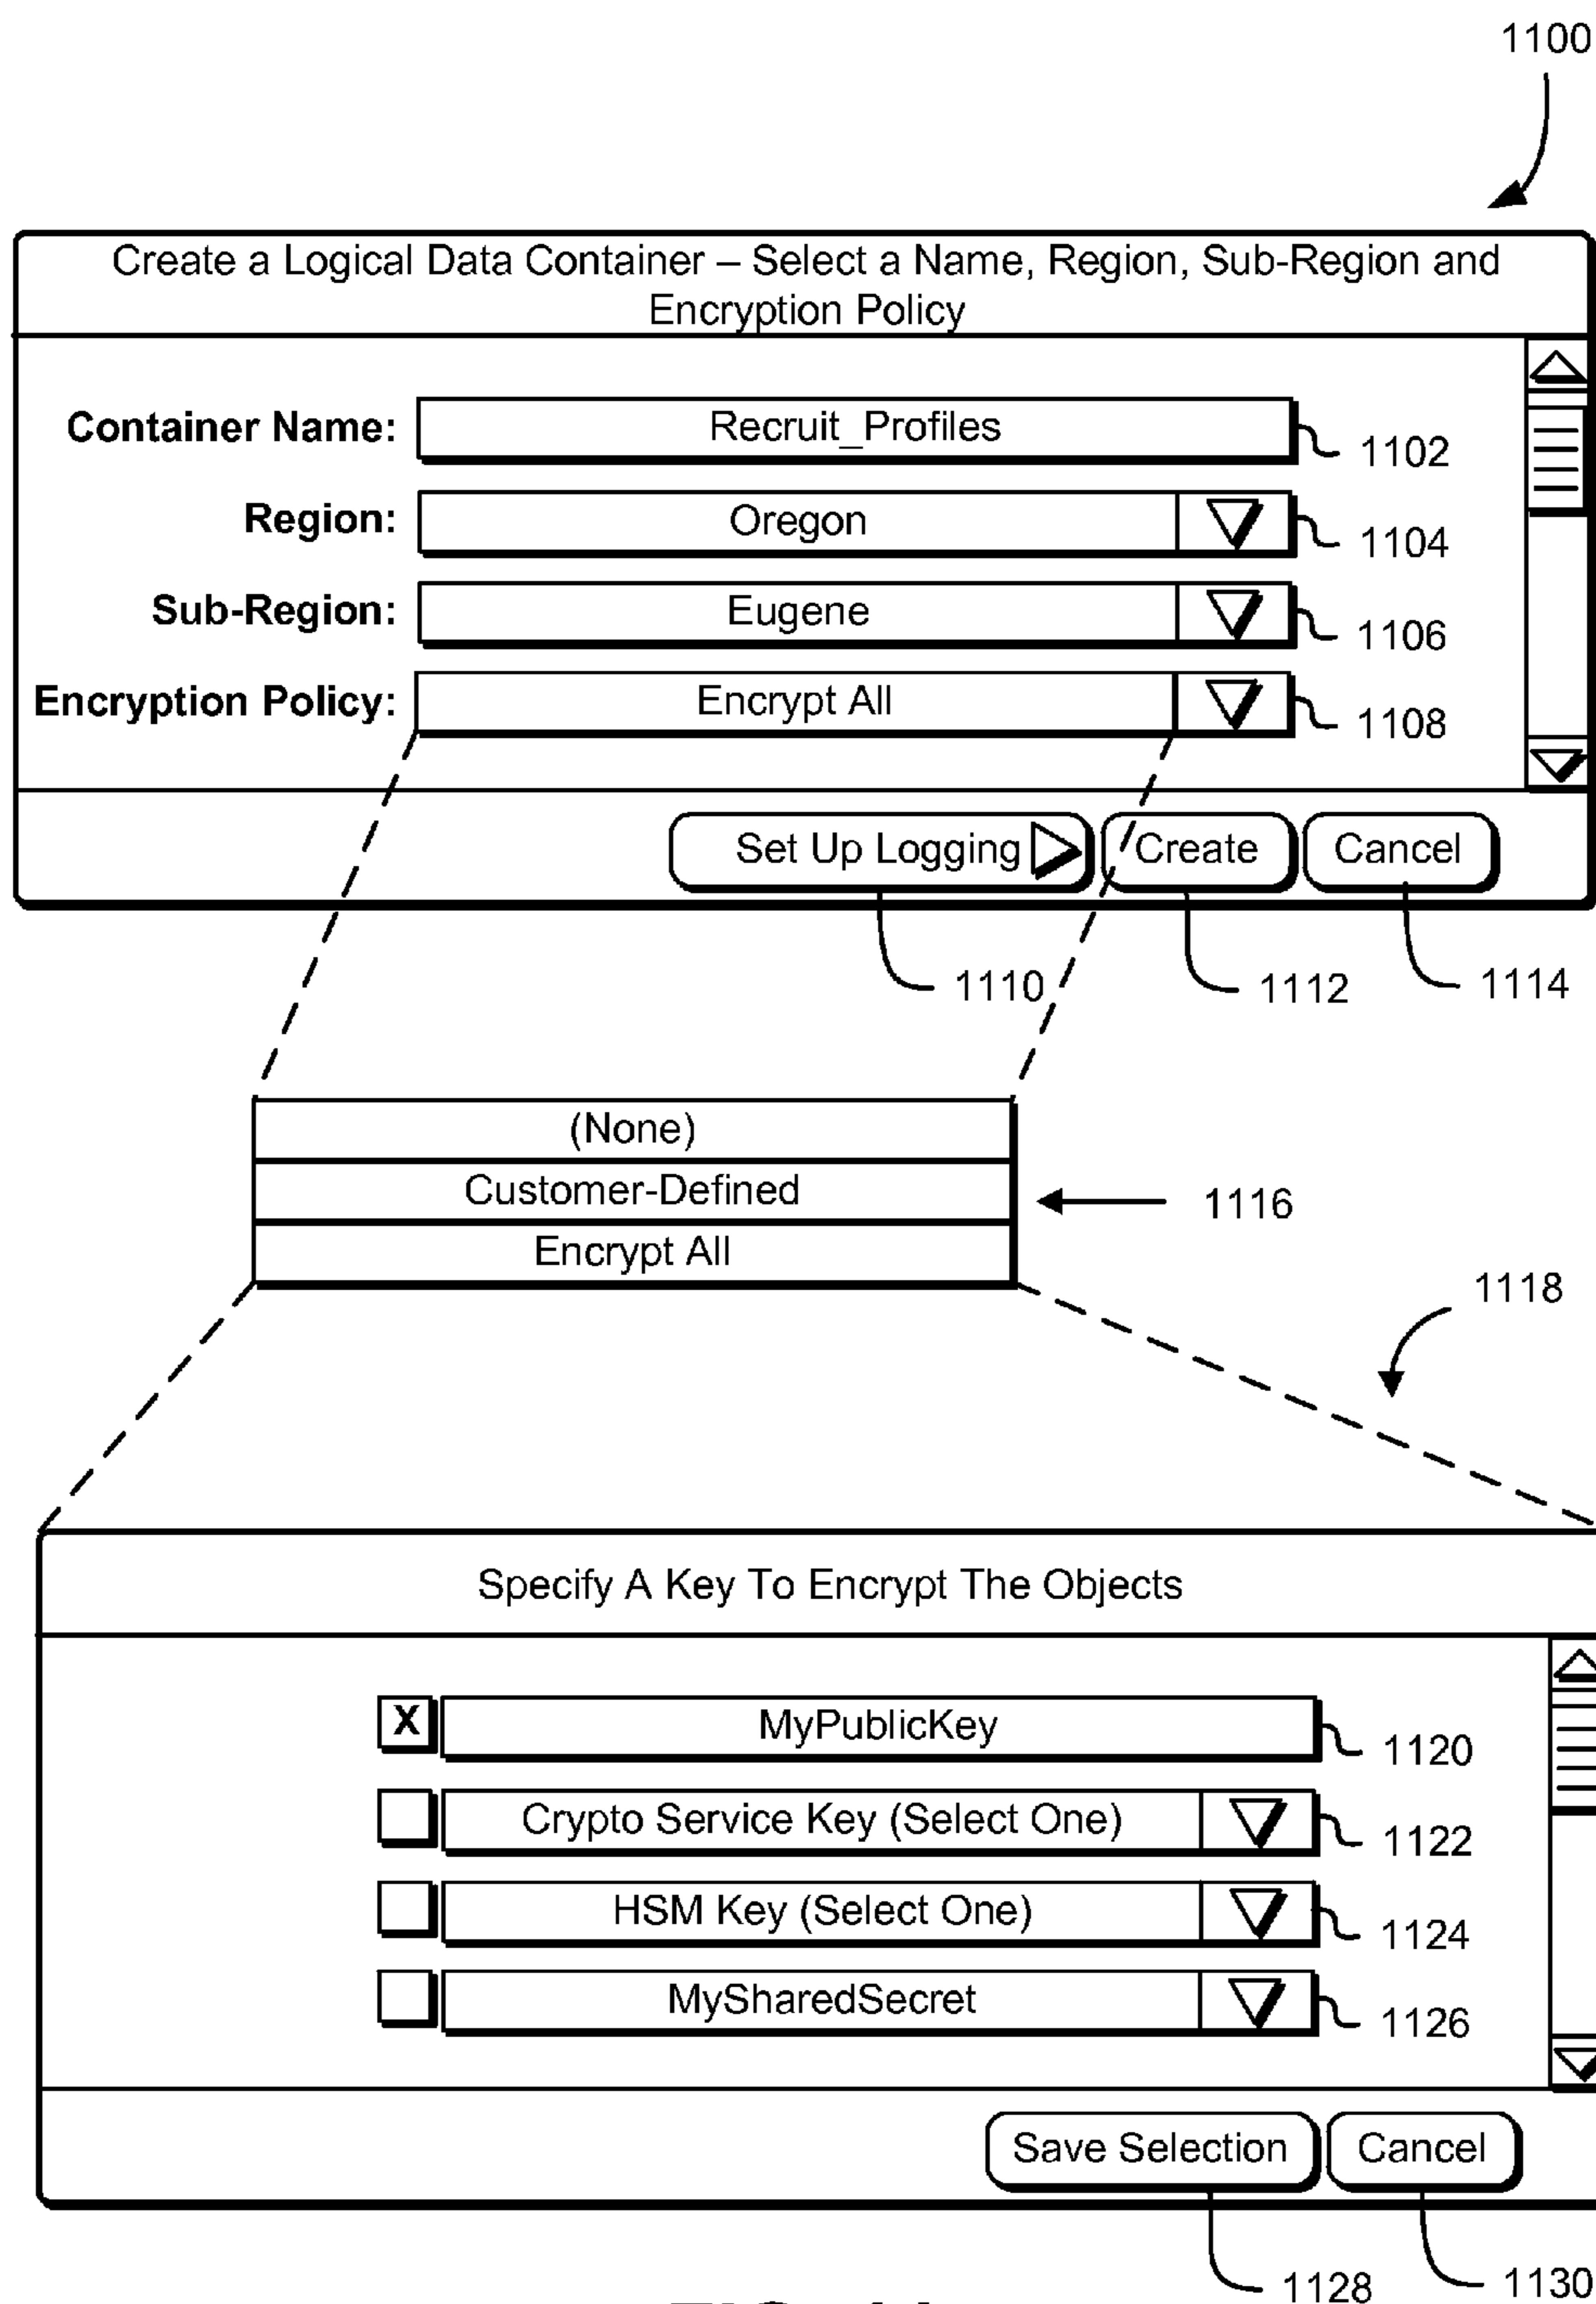 1100
Create a Logical Data Container – Select a Name, Region, Sub-Region and
Encryption Policy
Container Name: Recruit_Profiles 1102
Region: Oregon 1104
Sub-Region: Eugene 1106
Encryption Policy: Encrypt All 1108
Set Up Logging Create Cancel
1110 1112 1114
(None)
Customer-Defined
1116
Encrypt All
1118
Specify A Key To Encrypt The Objects
X MyPublicKey 1120
Crypto Service Key (Select One) 1122
HSM Key (Select One) 1124
MySharedSecret 1126
Save Selection Cancel
1128 1130